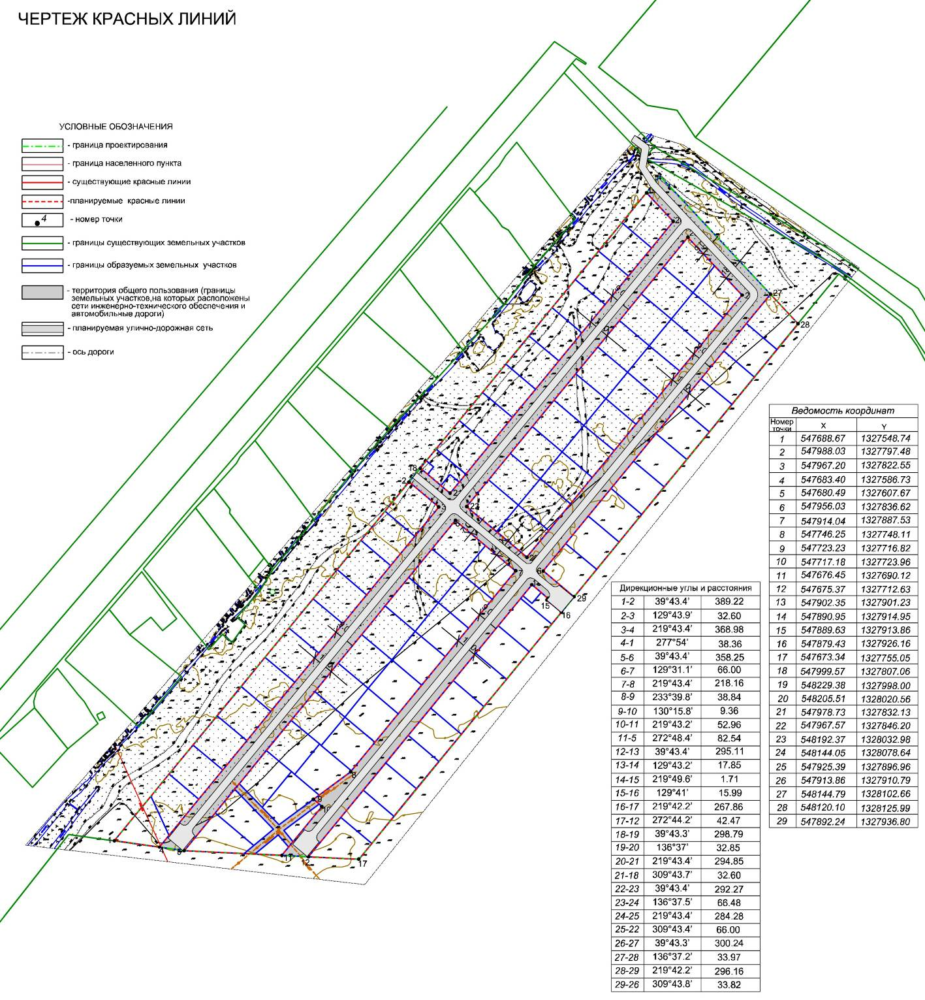 ЧЕРТЕЖ КРАСНЫХ ЛИНИЙ
УСЛОВНЫЕ ОБОЗНАЧЕНИЯ
- граница проектирования
- граница населенного пункта
- существующие красные линии
-планируемые красные линии
4 - номер точки
- границы существующих земельных участков
- границы образуемых земельных участков
- территория общего пользования (границы
земельных участков,на которых расположены
сети инженерно-технического обеспечения и
автомобильные дороги)
- планируемая улично-дорожная сеть
- ось дороги
27
28
18
22
29
15
16
8
9
10
1
4
5
11
12
17
Ведомость координат
Номер точки X Y
1 547688.67 1327548.74
2 547988.03 1327797.48
3 547967.20 1327822.55
4 547683.40 1327586.73
5 547680.49 1327607.67
6 547956.03 1327836.62
7 547914.04 1327887.53
8 547746.25 1327748.11
9 547723.23 1327716.82
10 547717.18 1327723.96
11 547676.45 1327690.12
12 547675.37 1327712.63
13 547902.35 1327901.23
14 547890.95 1327914.95
15 547889.63 1327913.86
16 547879.43 1327926.16
17 547673.34 1327755.05
18 547999.57 1327807.06
19 548229.38 1327998.00
20 548205.51 1328020.56
21 547978.73 1327832.13
22 547967.57 1327846.20
23 548192.37 1328032.98
24 548144.05 1328078.64
25 547925.39 1327896.96
26 547913.86 1327910.79
27 548144.79 1328102.66
28 548120.10 1328125.99
29 547892.24 1327936.80
Дирекционные углы и расстояния
1-2 39°43.4' 389.22
2-3 129°43.9' 32.60
3-4 219°43.4' 368.98
4-1 277°54' 38.36
5-6 39°43.4' 358.25
6-7 129°31.1' 66.00
7-8 219°43.4' 218.16
8-9 233°39.8' 38.84
9-10 130°15.8' 9.36
10-11 219°43.2' 52.96
11-5 272°48.4' 82.54
12-13 39°43.4' 295.11
13-14 129°43.2' 17.85
14-15 219°49.6' 1.71
15-16 129°41' 15.99
16-17 219°42.2' 267.86
17-12 272°44.2' 42.47
18-19 39°43.3' 298.79
19-20 136°37' 32.85
20-21 219°43.4' 294.85
21-18 309°43.7' 32.60
22-23 39°43.4' 292.27
23-24 136°37.5' 66.48
24-25 219°43.4' 284.28
25-22 309°43.4' 66.00
26-27 39°43.3' 300.24
27-28 136°37.2' 33.97
28-29 219°42.2' 296.16
29-26 309°43.8' 33.82